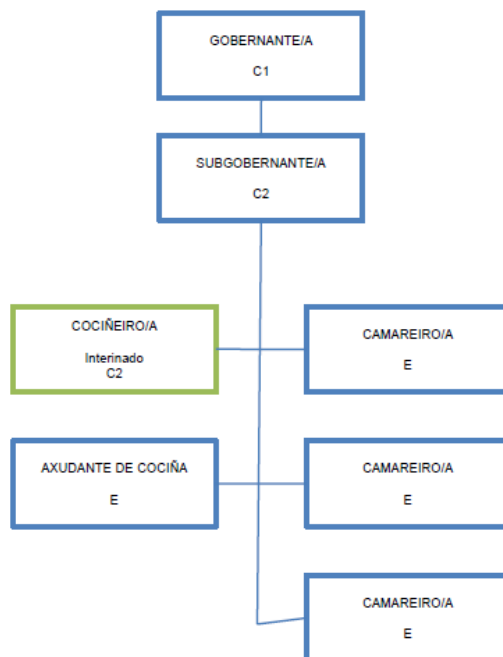 GOBERNANTE/A
C1
SUBGOBERNANTE/A
C2
COCIÑEIRO/A
Interinado
C2
CAMAREIRO/A
E
AXUDANTE DE COCIÑA
E
CAMAREIRO/A
E
CAMAREIRO/A
E